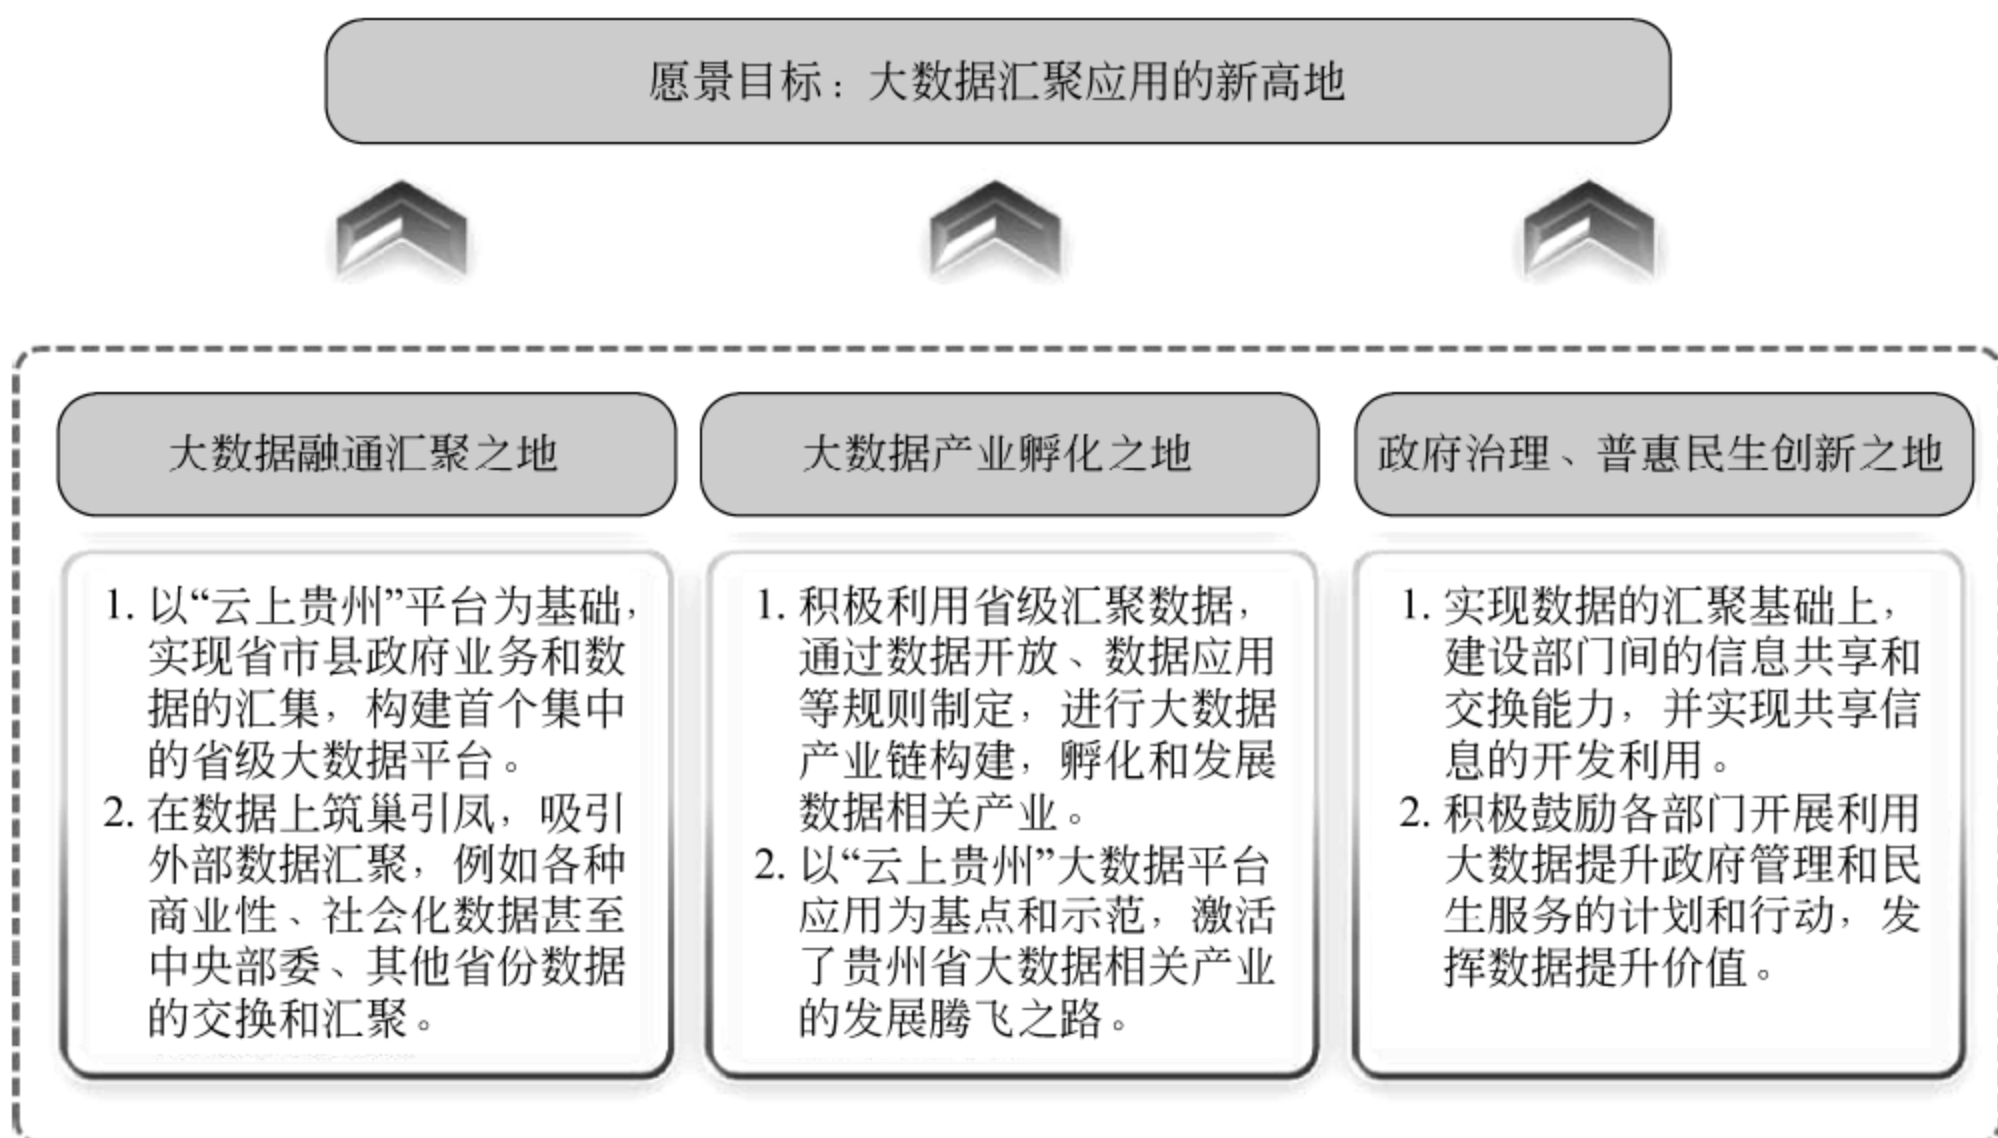 愿景目标：大数据汇聚应用的新高地
大数据融通汇聚之地
1. 以“云上贵州”平台为基础，
实现省市县政府业务和数
据的汇集，构建首个集中
的省级大数据平台。
2. 在数据上筑巢引凤，吸引
外部数据汇聚，例如各种
商业性、社会化数据甚至
中央部委、其他省份数据
的交换和汇聚。
大数据产业孵化之地
1. 积极利用省级汇聚数据，
通过数据开放、数据应用
等规则制定，进行大数据
产业链构建，孵化和发展
数据相关产业。
2. 以“云上贵州”大数据平台
应用为基点和示范，激活
了贵州省大数据相关产业
的发展腾飞之路。
政府治理、普惠民生创新之地
1. 实现数据的汇聚基础上，
建设部门间的信息共享和
交换能力，并实现共享信
息的开发利用。
2. 积极鼓励各部门开展利用
大数据提升政府管理和民
生服务的计划和行动，发
挥数据提升价值。